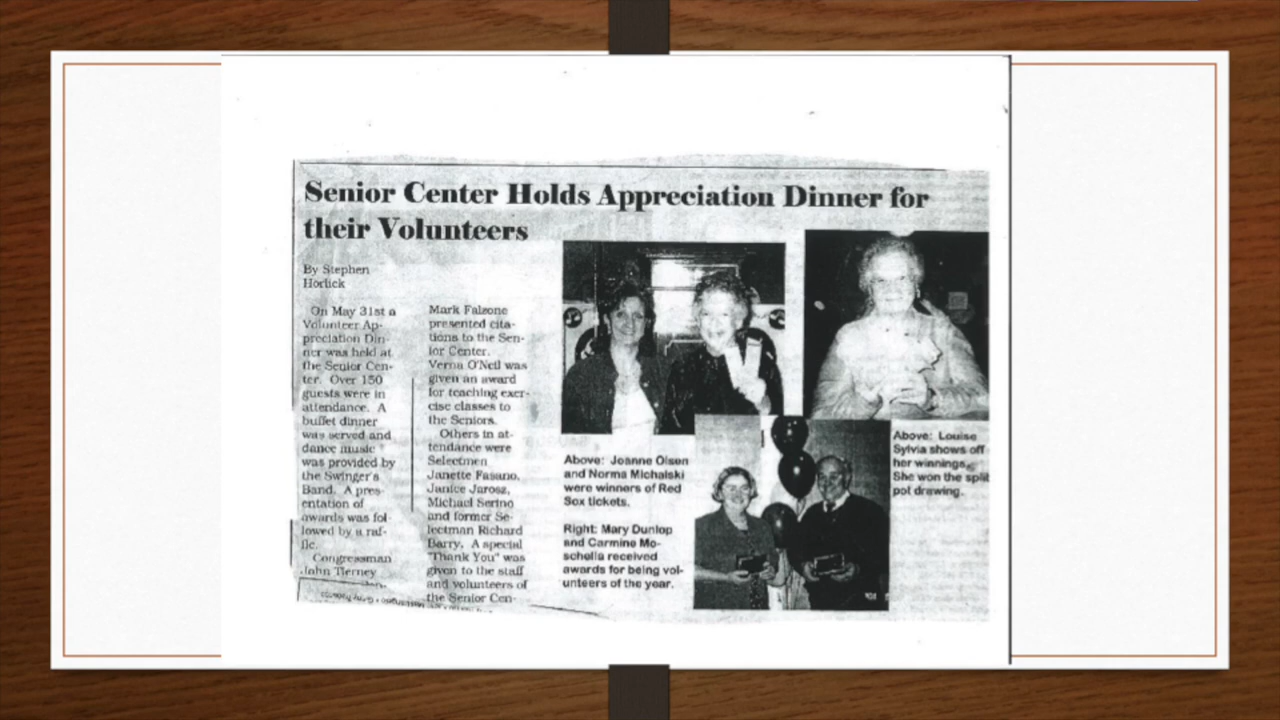 Senior Center Holds Appreciation Dinner for
their Volunteers
By Stephen
Horlick
On May 31st a
Volunteer Ap-
preciation Din-
ner was held at
the Senior Cen-
ter. Over 150
guests were in
attendance. A
buffet dinner
was served and
dance music
was provided by
the Swinger's
Band. A pres-
entation of
awards was fol-
lowed by a raf-
fle.
Congressman
John Tierney
Mark Falzone
presented cita-
tions to the Sen-
ior Center.
Verna O'Neil was
given an award
for teaching exer-
cise classes to
the Seniors.
Others in at-
tendance were
Selectmen
Janette Fasano,
Janice Jarosz,
Michael Serino
and former Se-
lectman Richard
Barry. A special
"Thank You" was
given to the staff
and volunteers of
the Senior Cen-
Above: Joanne Olsen
and Norma Michalski
were winners of Red
Sox tickets.
Right: Mary Dunlop
and Carmine Mo-
schella received
awards for being vol-
unteers of the year.
Above: Louise
Sylvia shows off
her winnings.
She won the split
pot drawing.